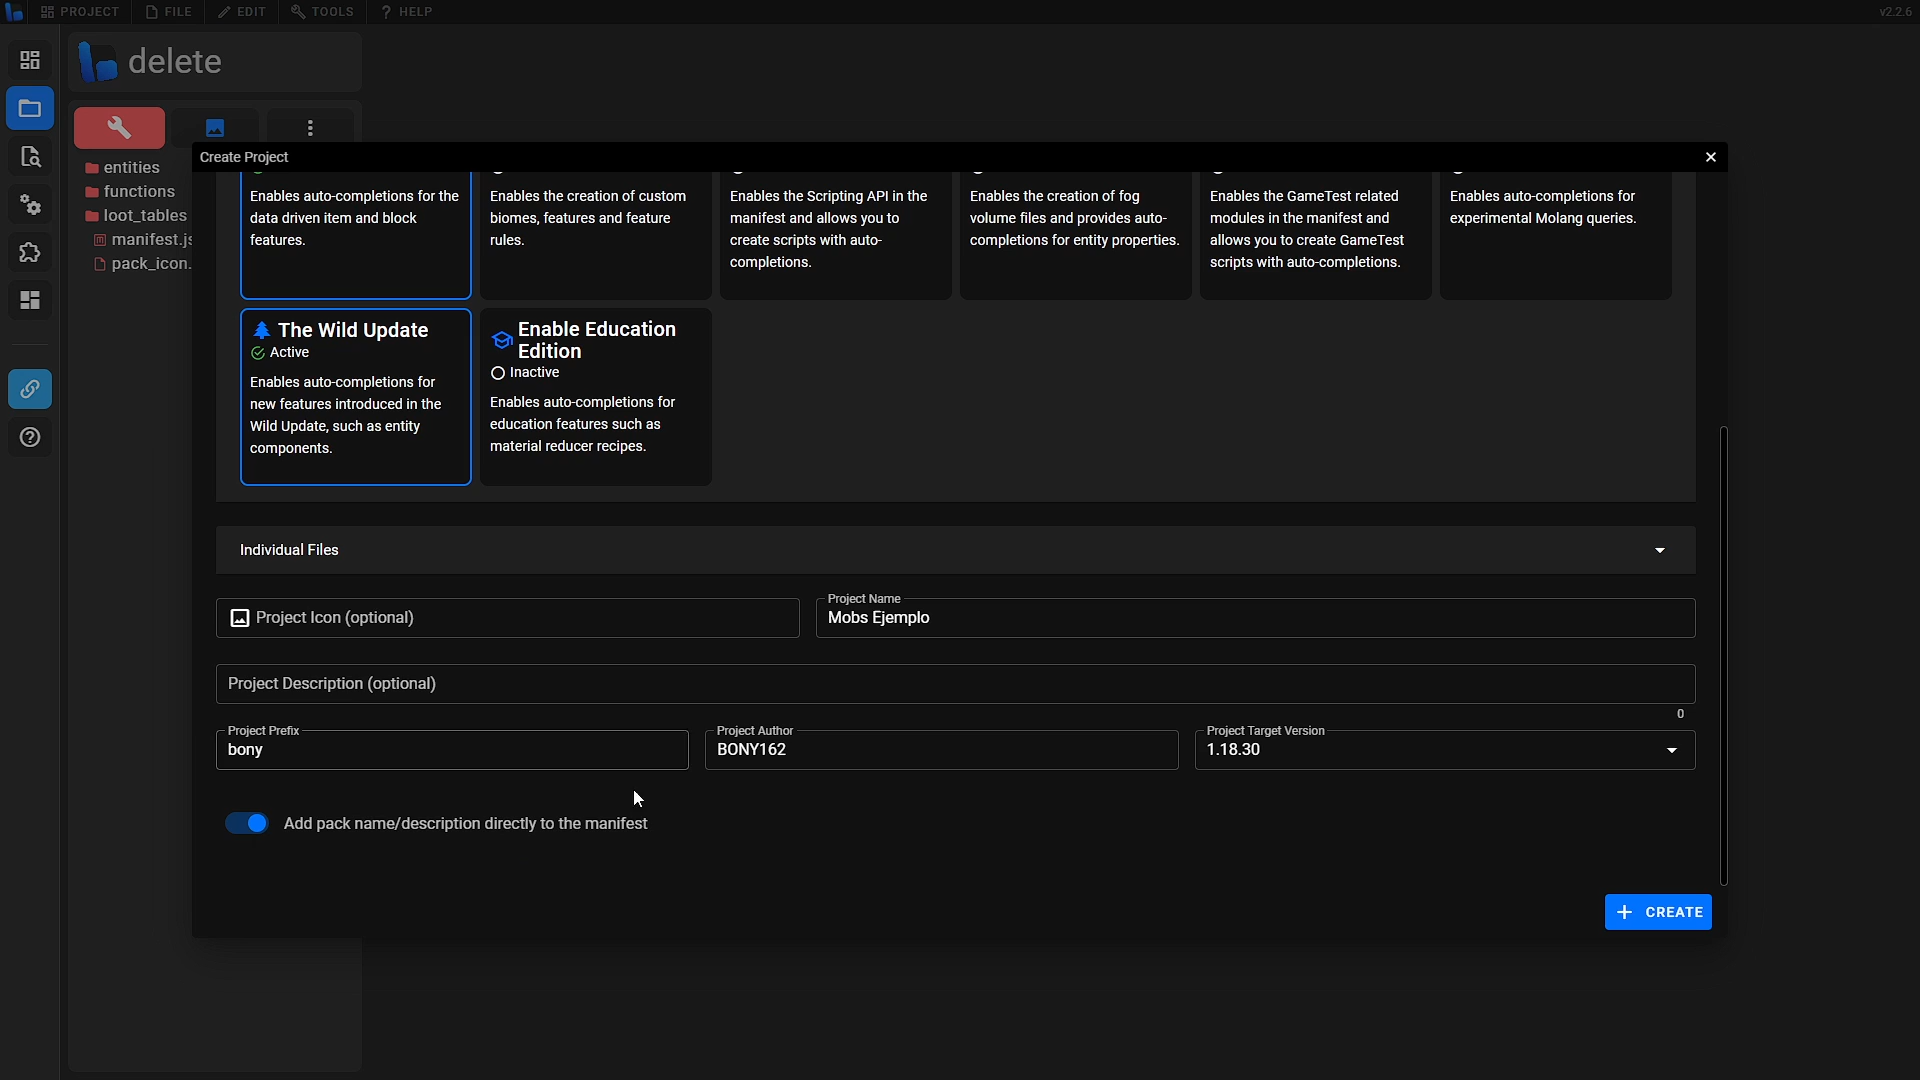 PROJECT FILE EDIT TOOLS HELP v2.2.6
delete
entities
functions
loot_tables
manifest.js
pack_icon.
Create Project
Enables auto-completions for the
data driven item and block
features.
Enables the creation of custom
biomes, features and feature
rules.
Enables the Scripting API in the
manifest and allows you to
create scripts with auto-
completions.
Enables the creation of fog
volume files and provides auto-
completions for entity properties.
Enables the GameTest related
modules in the manifest and
allows you to create GameTest
scripts with auto-completions.
Enables auto-completions for
experimental Molang queries.
The Wild Update
Active
Enables auto-completions for
new features introduced in the
Wild Update, such as entity
components.
Enable Education
Edition
Inactive
Enables auto-completions for
education features such as
material reducer recipes.
Individual Files
Project Icon (optional)
Project Name
Mobs Ejemplo
Project Description (optional)
0
Project Prefix
bony
Project Author
BONY162
Project Target Version
1.18.30
Add pack name/description directly to the manifest
CREATE